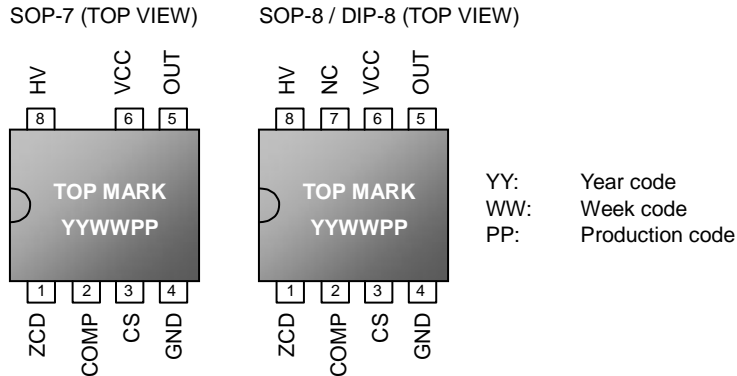 SOP-7 (TOP VIEW)
HV VCC OUT
8 6 5
TOP MARK
YYWWPP
1 2 3 4
ZCD COMP CS GND
SOP-8 / DIP-8 (TOP VIEW)
HV NC VCC OUT
8 7 6 5
TOP MARK
YYWWPP
1 2 3 4
ZCD COMP CS GND
YY: Year code
WW: Week code
PP: Production code